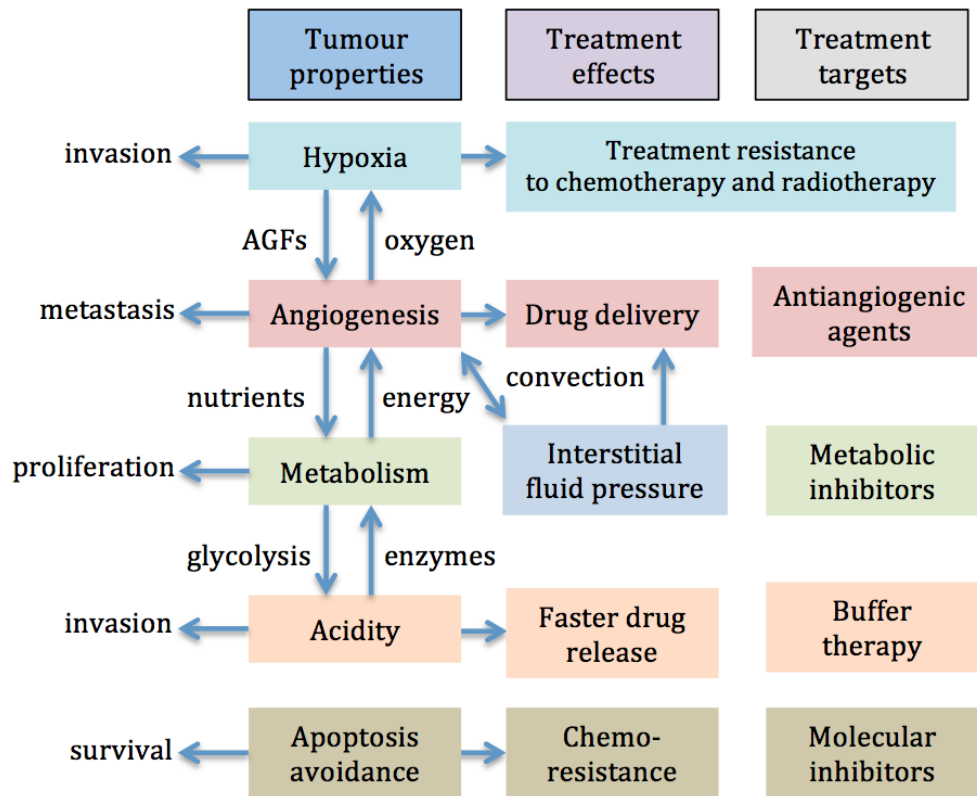 Tumour
properties
Treatment
effects
Treatment
targets
invasion
Hypoxia
Treatment resistance
to chemotherapy and radiotherapy
AGFs
oxygen
metastasis
Angiogenesis
Drug delivery
Antiangiogenic
agents
nutrients
energy
convection
proliferation
Metabolism
Interstitial
fluid pressure
Metabolic
inhibitors
glycolysis
enzymes
invasion
Acidity
Faster drug
release
Buffer
therapy
survival
Apoptosis
avoidance
Chemo-
resistance
Molecular
inhibitors